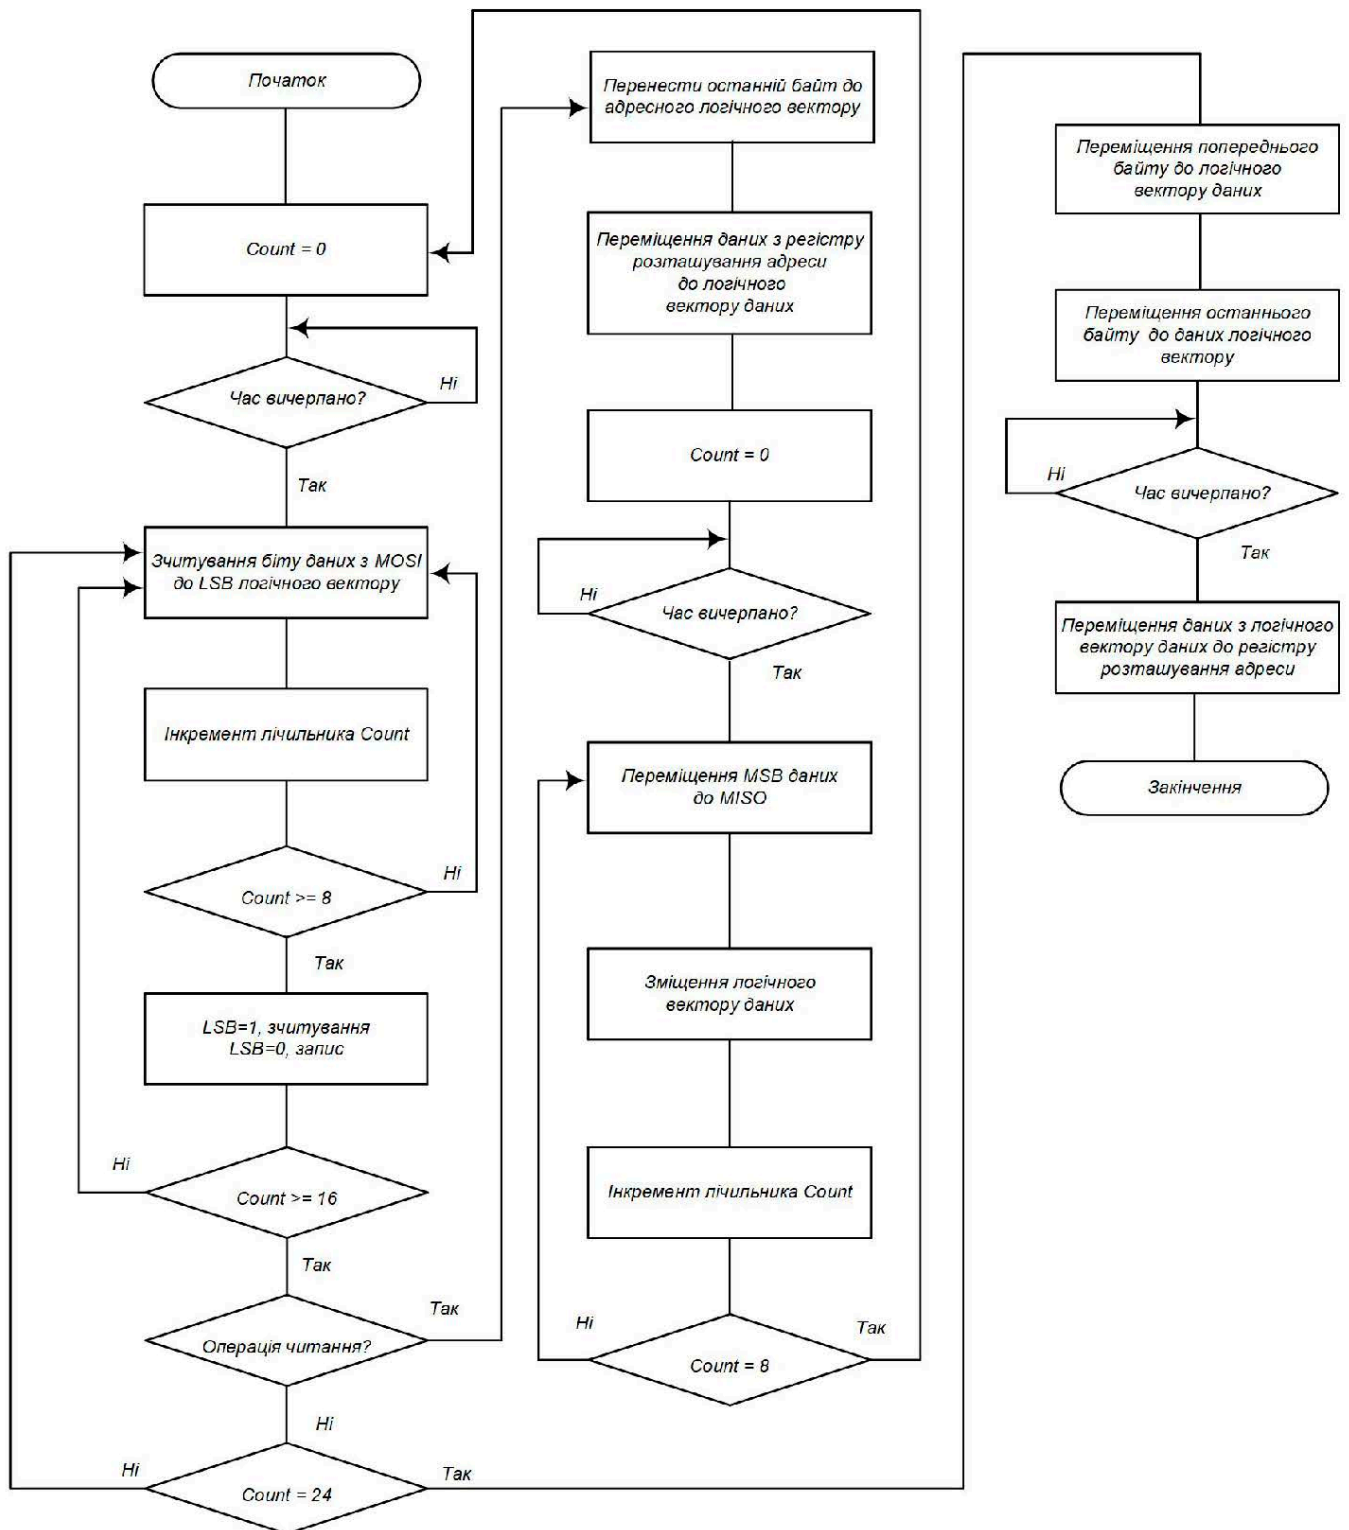 Початок
Count = 0
Час вичерпано?
Ні
Так
Зчитування біту даних з MOSI
до LSB логічного вектору
Інкремент лічильника Count
Count >= 8
Ні
Так
LSB=1, зчитування
LSB=0, запис
Ні
Count >= 16
Так
Операція читання?
Так
Ні
Ні
Count = 24
Так
Перенести останній байт до
адресного логічного вектору
Переміщення даних з регістру
розташування адреси
до логічного
вектору даних
Count = 0
Ні
Час вичерпано?
Так
Переміщення MSB даних
до MISO
Зміщення логічного
вектору даних
Інкремент лічильника Count
Ні
Count = 8
Так
Переміщення попереднього
байту до логічного
вектору даних
Переміщення останнього
байту до даних логічного
вектору
Ні
Час вичерпано?
Так
Переміщення даних з логічного
вектору даних до регістру
розташування адреси
Закінчення